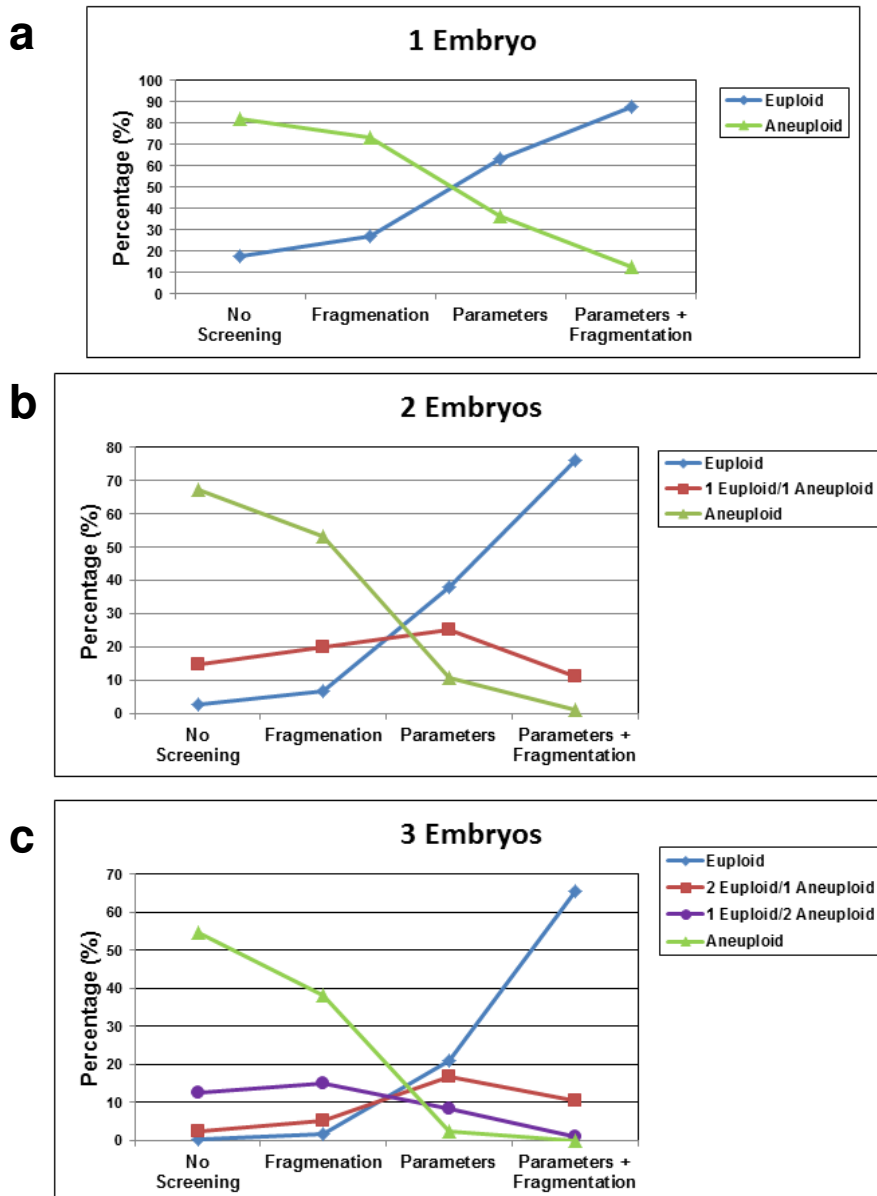 a
1 Embryo
Percentage (%)
100
90
80
70
60
50
40
30
20
10
0
No Screening
Fragmenation
Parameters
Parameters + Fragmentation
Euploid
Aneuploid
b
2 Embryos
Percentage (%)
80
70
60
50
40
30
20
10
0
No Screening
Fragmenation
Parameters
Parameters + Fragmentation
Euploid
1 Euploid/1 Aneuploid
Aneuploid
c
3 Embryos
Percentage (%)
70
60
50
40
30
20
10
0
No Screening
Fragmenation
Parameters
Parameters + Fragmentation
Euploid
2 Euploid/1 Aneuploid
1 Euploid/2 Aneuploid
Aneuploid